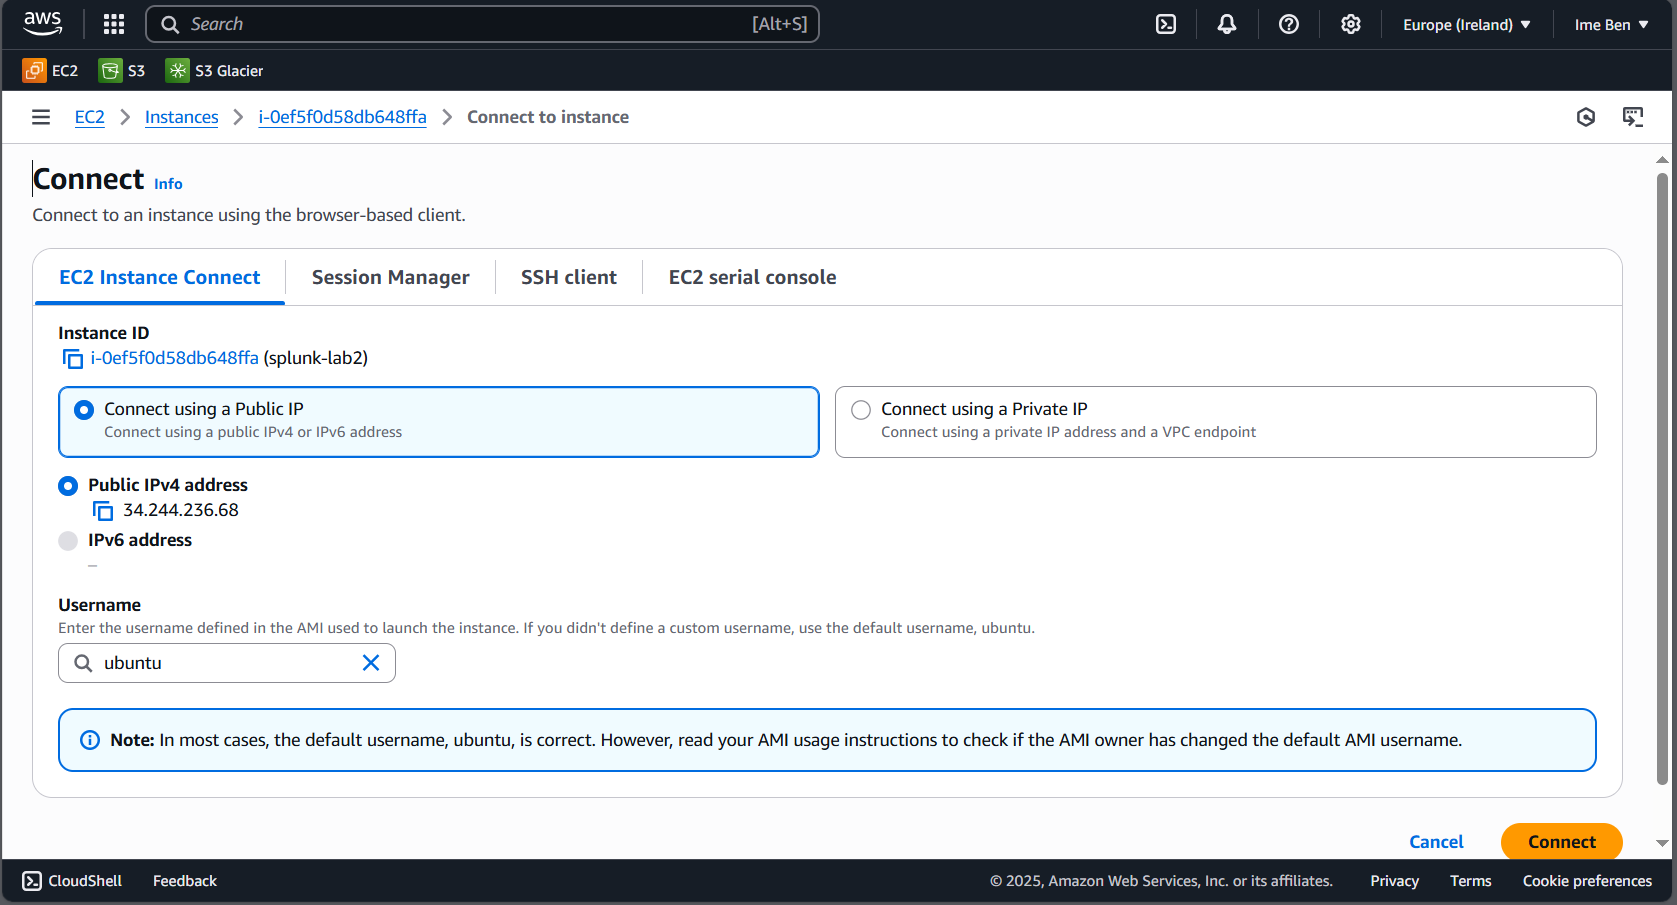 aws
Search [Alt+S]
Europe (Ireland)
Ime Ben
EC2
S3
S3 Glacier
EC2
Instances
i-0ef5f0d58db648ffa
Connect to instance
Connect Info
Connect to an instance using the browser-based client.
EC2 Instance Connect
Session Manager
SSH client
EC2 serial console
Instance ID
i-0ef5f0d58db648ffa (splunk-lab2)
Connect using a Public IP
Connect using a public IPv4 or IPv6 address
Connect using a Private IP
Connect using a private IP address and a VPC endpoint
Public IPv4 address
34.244.236.68
IPv6 address
–
Username
Enter the username defined in the AMI used to launch the instance. If you didn't define a custom username, use the default username, ubuntu.
ubuntu
Note: In most cases, the default username, ubuntu, is correct. However, read your AMI usage instructions to check if the AMI owner has changed the default AMI username.
Cancel
Connect
CloudShell
Feedback
© 2025, Amazon Web Services, Inc. or its affiliates.
Privacy
Terms
Cookie preferences